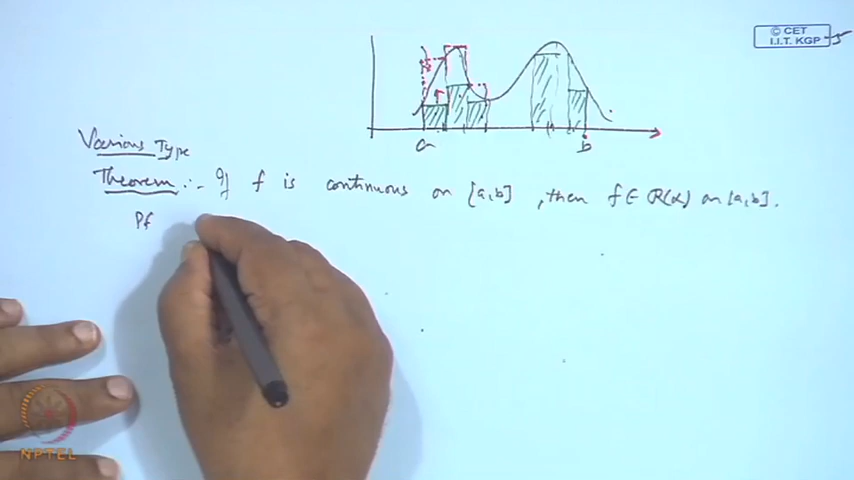 © CET
I.I.T. KGP
a
b
Various Type
Theorem :- If f is continuous on [a,b], then f ∈ R(α) on [a,b].
Pf
NPTEL